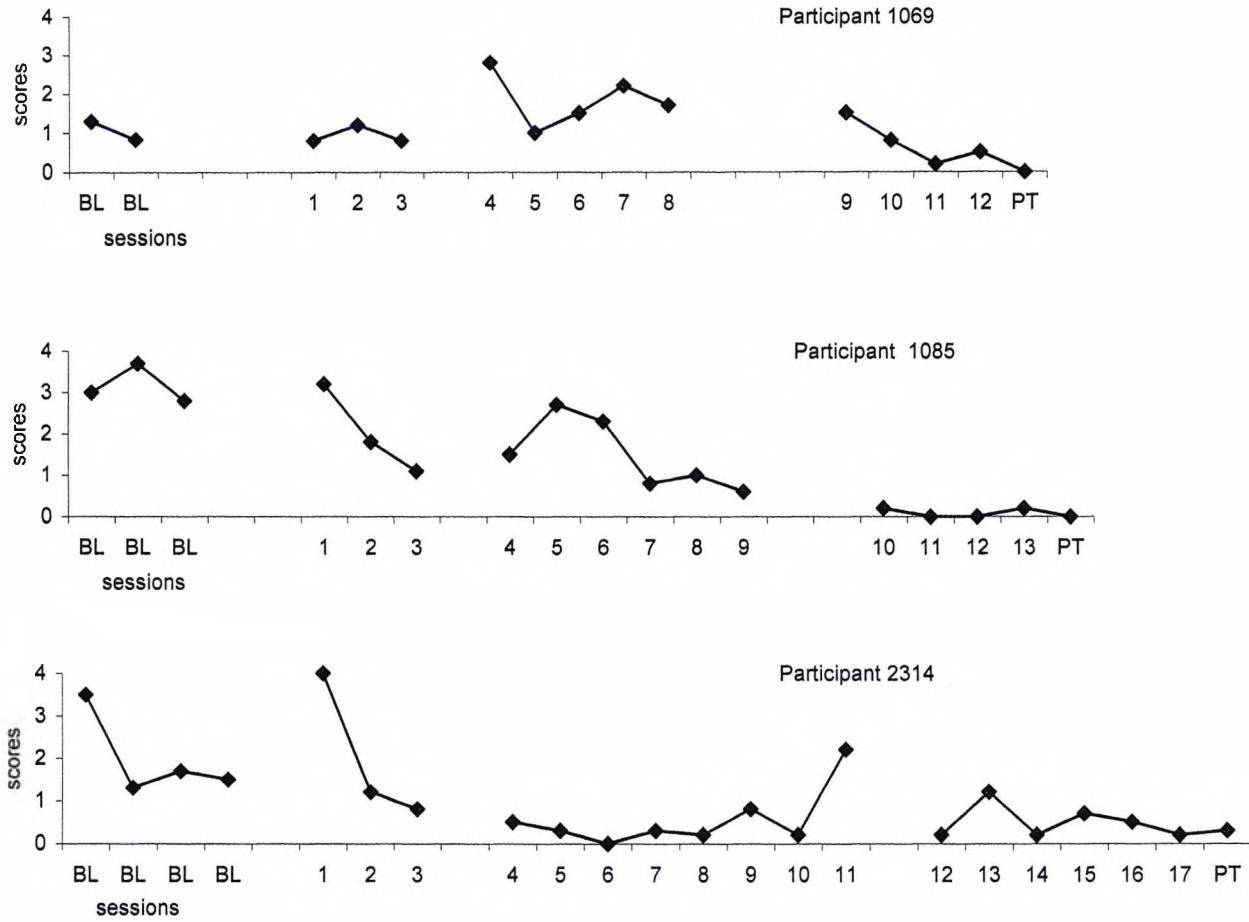 Participant 1069
4
3
2
1
0
scores
BL BL 1 2 3 4 5 6 7 8 9 10 11 12 PT
sessions
Participant 1085
4
3
2
1
0
scores
BL BL BL 1 2 3 4 5 6 7 8 9 10 11 12 13 PT
sessions
Participant 2314
4
3
2
1
0
scores
BL BL BL BL 1 2 3 4 5 6 7 8 9 10 11 12 13 14 15 16 17 PT
sessions